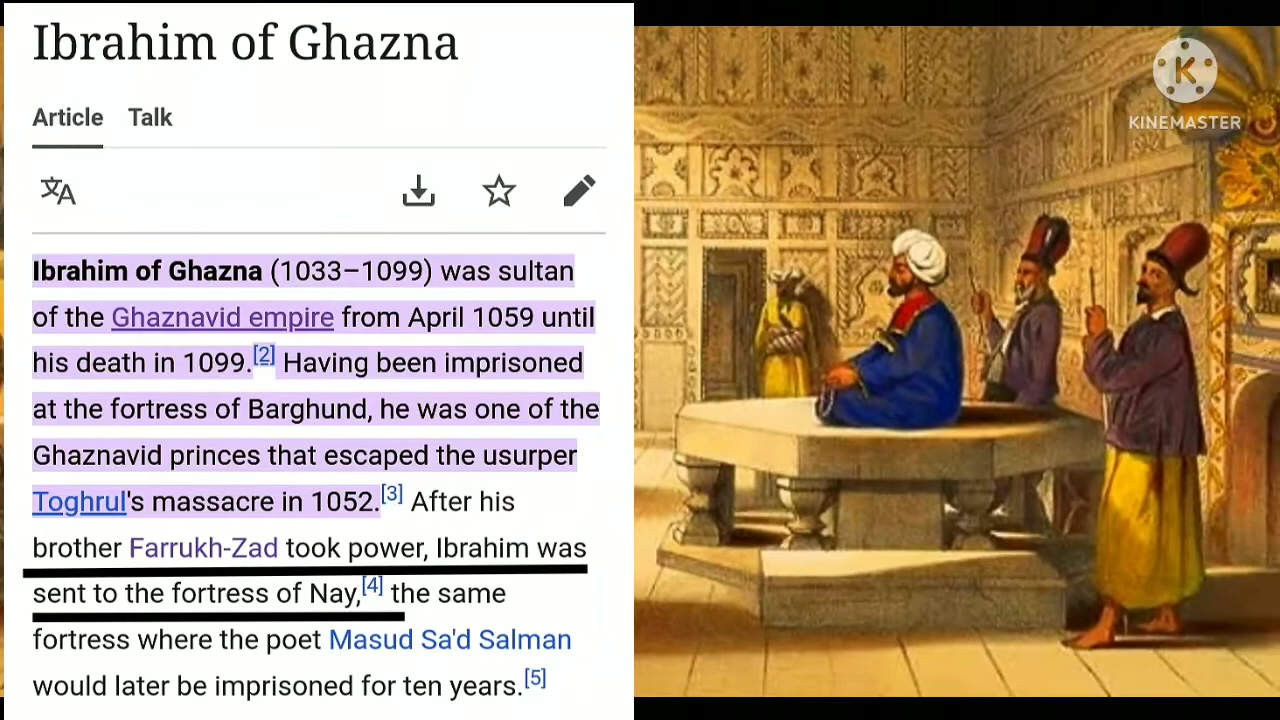 Ibrahim of Ghazna
Article Talk
文A
Ibrahim of Ghazna (1033–1099) was sultan
of the Ghaznavid empire from April 1059 until
his death in 1099.[2] Having been imprisoned
at the fortress of Barghund, he was one of the
Ghaznavid princes that escaped the usurper
Toghrul's massacre in 1052.[3] After his
brother Farrukh-Zad took power, Ibrahim was
sent to the fortress of Nay,[4] the same
fortress where the poet Masud Sa'd Salman
would later be imprisoned for ten years.[5]
K
KINEMASTER